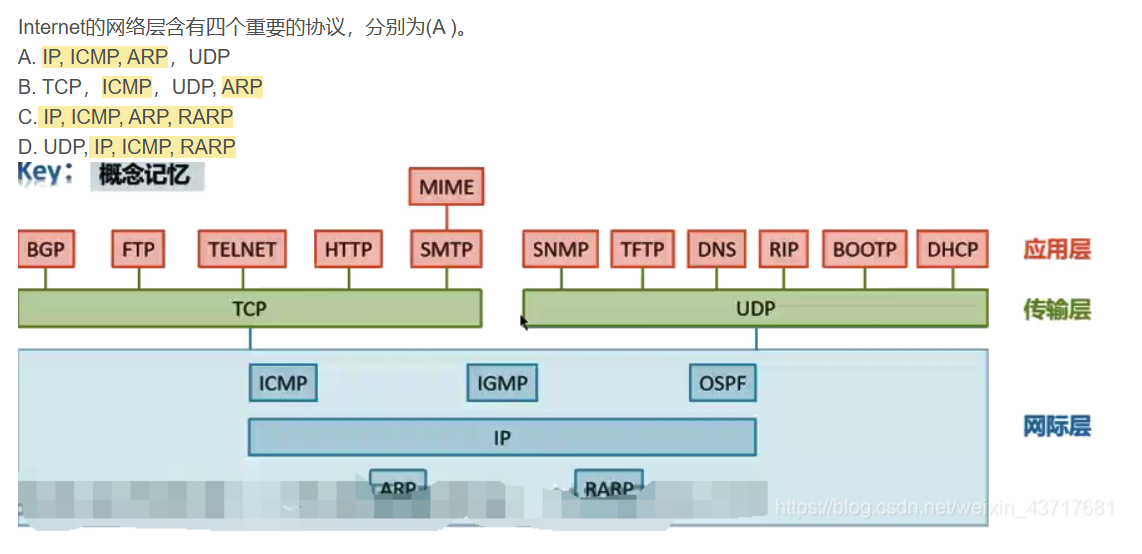 Internet的网络层含有四个重要的协议，分别为(A )。
A. IP, ICMP, ARP，UDP
B. TCP，ICMP，UDP, ARP
C. IP, ICMP, ARP, RARP
D. UDP, IP, ICMP, RARP
Key： 概念记忆
MIME
BGP FTP TELNET HTTP SMTP SNMP TFTP DNS RIP BOOTP DHCP 应用层
TCP UDP 传输层
ICMP IGMP OSPF
IP 网际层
ARP RARP
https://blog.csdn.net/weixin_43717681